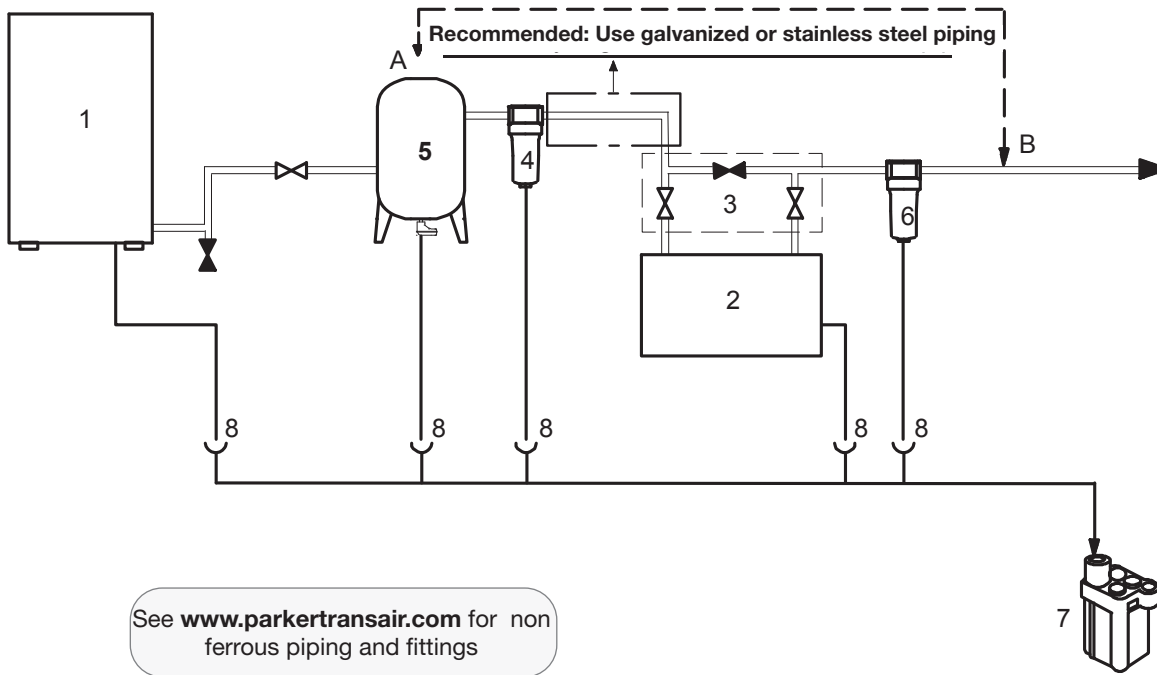 Recommended: Use galvanized or stainless steel piping
A
1
5
4
B
3
6
2
8
8
8
8
8
7
See www.parkertransair.com for non
ferrous piping and fittings